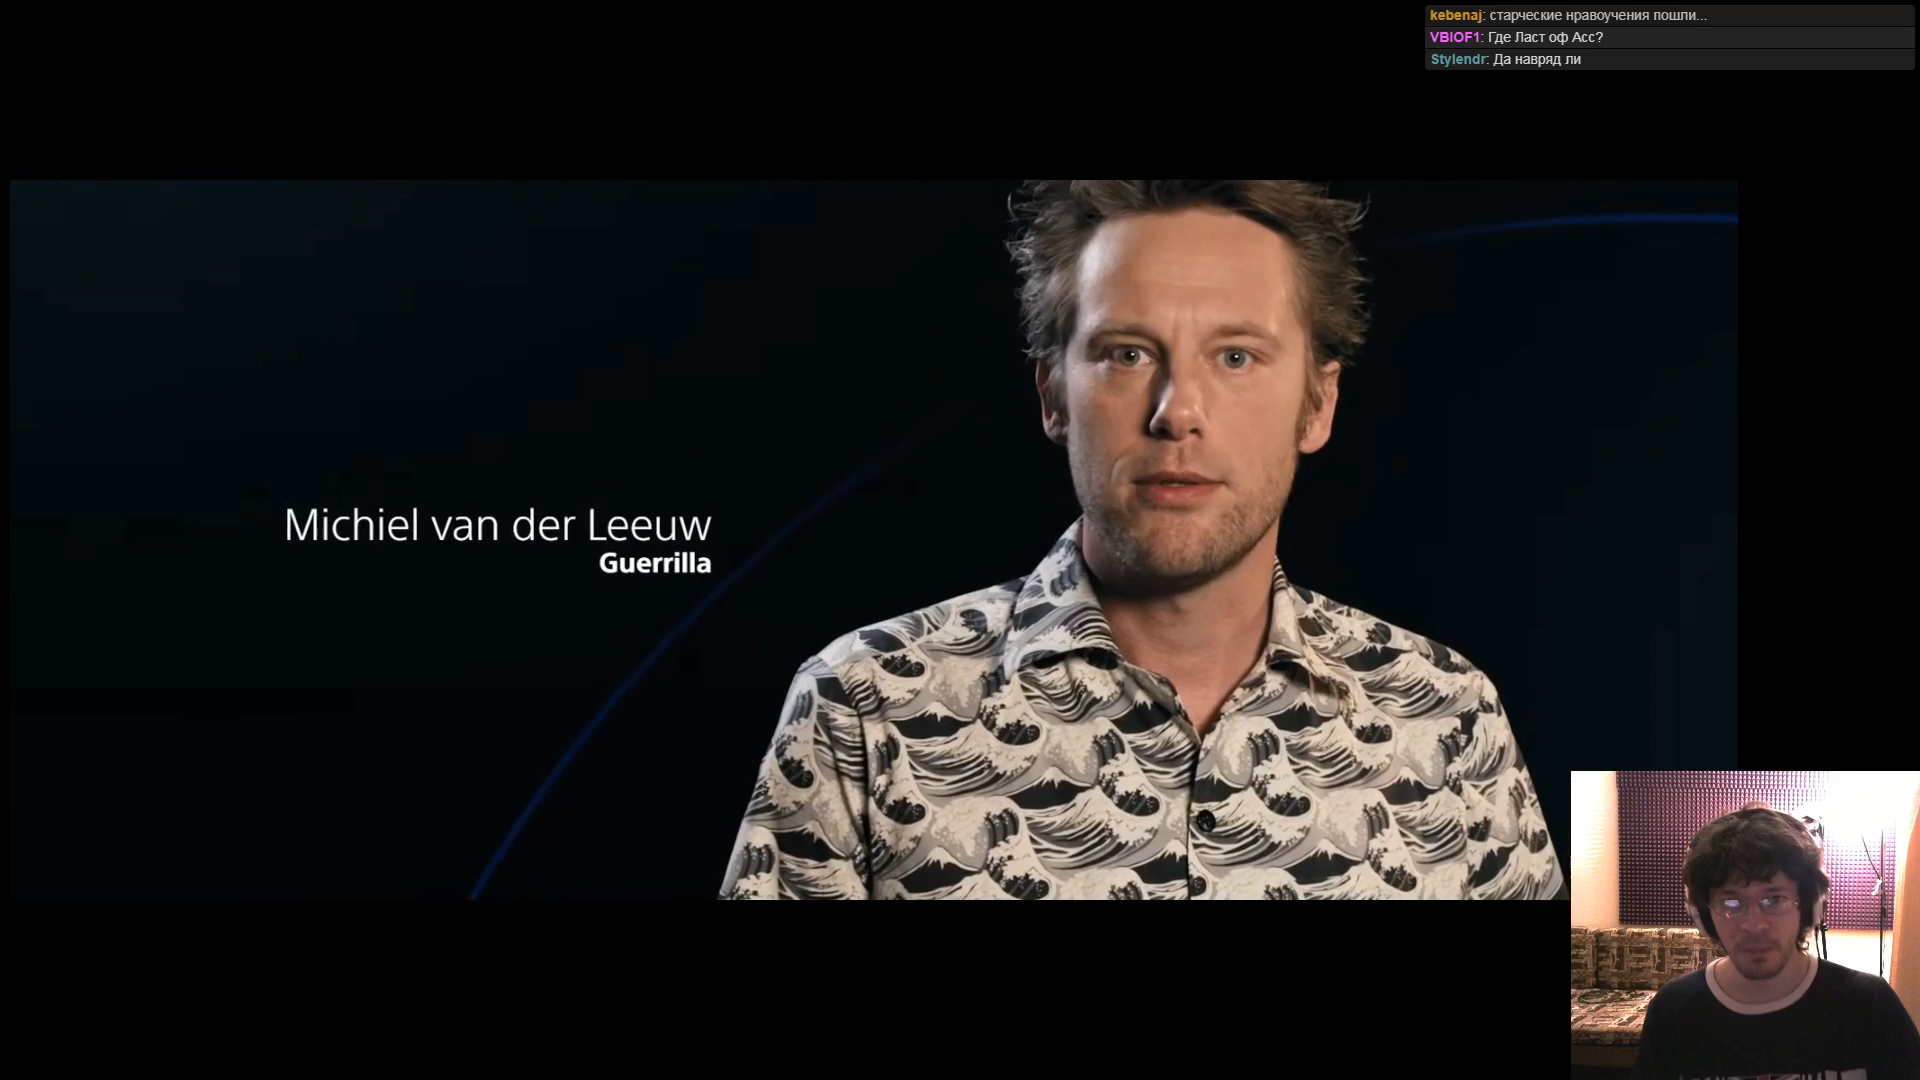 kebenaj: старческие нравоучения пошли...
VBIOF1: Где Ласт оф Асс?
Stylendr: Да навряд ли
Michiel van der Leeuw
Guerrilla